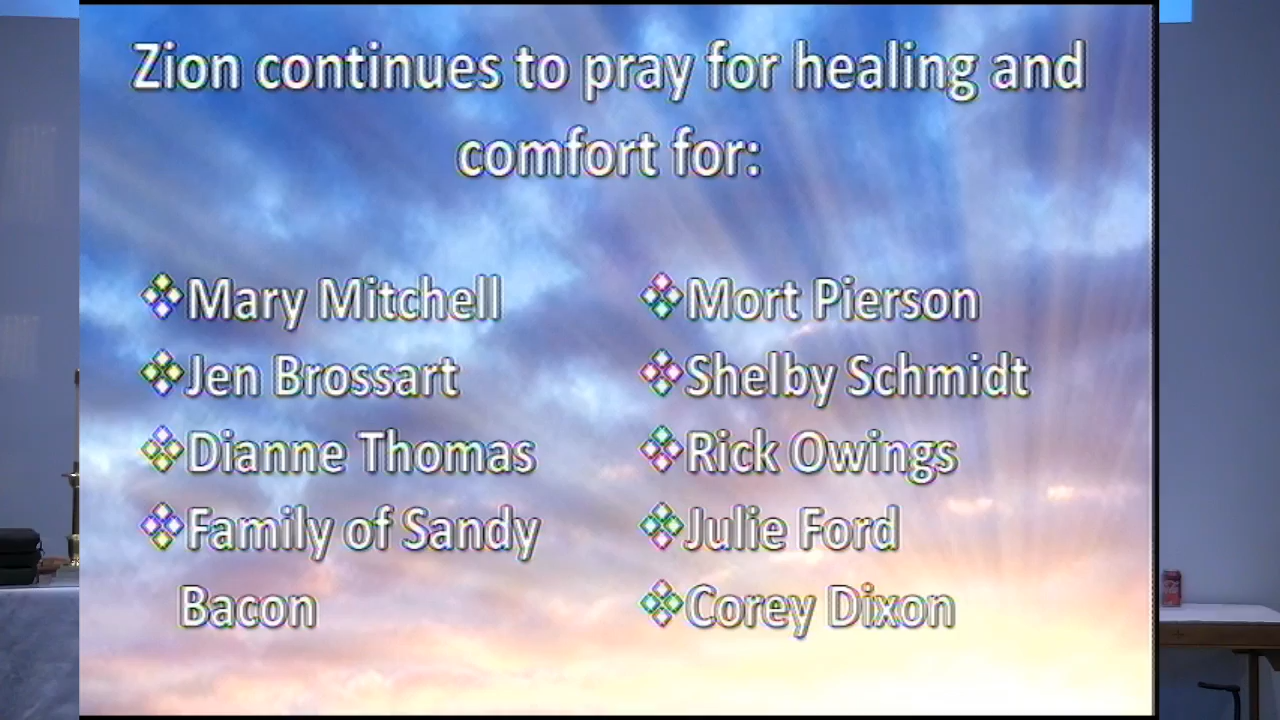 Zion continues to pray for healing and
comfort for:
Mary Mitchell
Jen Brossart
Dianne Thomas
Family of Sandy
Bacon
Mort Pierson
Shelby Schmidt
Rick Owings
Julie Ford
Corey Dixon